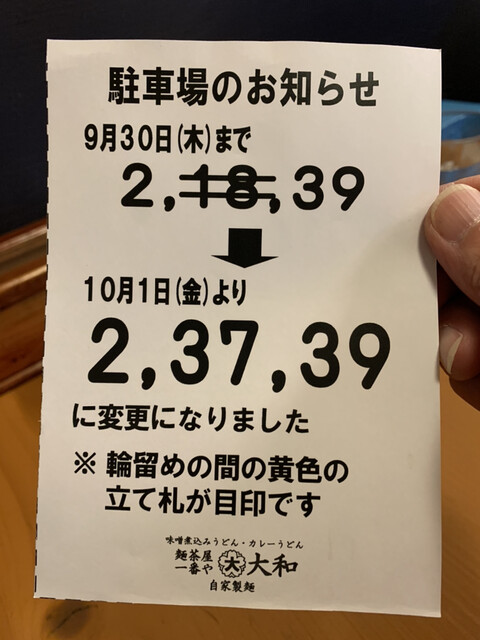 駐車場のお知らせ
9月30日(木)まで
2,18,39
10月1日(金)より
2,37,39
に変更になりました
※ 輪留めの間の黄色の
立て札が目印です
味噌煮込みうどん・カレーうどん
麺茶屋
一番や 大 大和
自家製麺